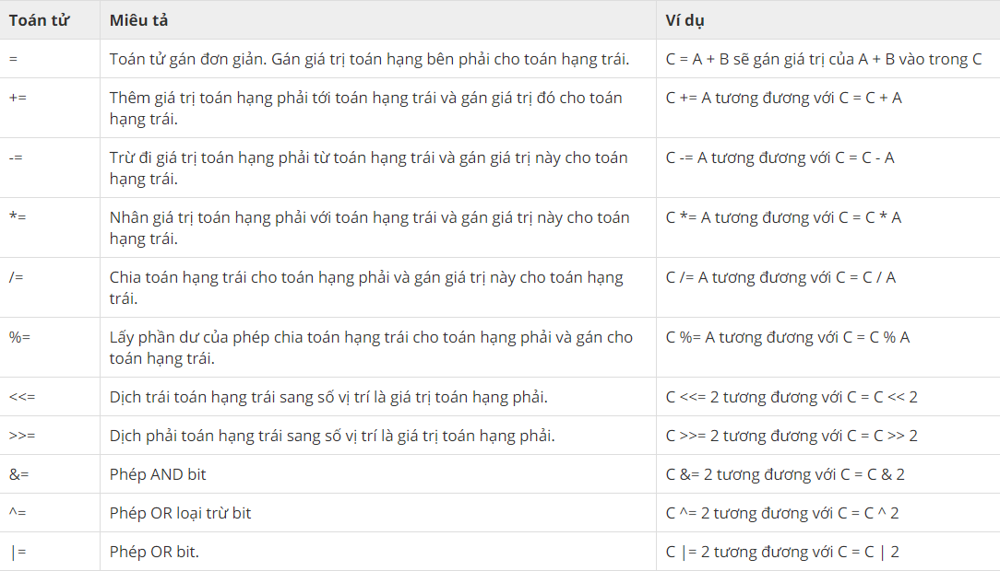 Toán tử Miêu tả Ví dụ
= Toán tử gán đơn giản. Gán giá trị toán hạng bên phải cho toán hạng trái. C = A + B sẽ gán giá trị của A + B vào trong C
+= Thêm giá trị toán hạng phải tới toán hạng trái và gán giá trị đó cho toán C += A tương đương với C = C + A
hạng trái.
-= Trừ đi giá trị toán hạng phải từ toán hạng trái và gán giá trị này cho toán C -= A tương đương với C = C - A
hạng trái.
*= Nhân giá trị toán hạng phải với toán hạng trái và gán giá trị này cho toán C *= A tương đương với C = C * A
hạng trái.
/= Chia toán hạng trái cho toán hạng phải và gán giá trị này cho toán hạng C /= A tương đương với C = C / A
trái.
%= Lấy phần dư của phép chia toán hạng trái cho toán hạng phải và gán cho C %= A tương đương với C = C % A
toán hạng trái.
<<= Dịch trái toán hạng trái sang số vị trí là giá trị toán hạng phải. C <<= 2 tương đương với C = C << 2
>>= Dịch phải toán hạng trái sang số vị trí là giá trị toán hạng phải. C >>= 2 tương đương với C = C >> 2
&= Phép AND bit C &= 2 tương đương với C = C & 2
^= Phép OR loại trừ bit C ^= 2 tương đương với C = C ^ 2
|= Phép OR bit. C |= 2 tương đương với C = C | 2